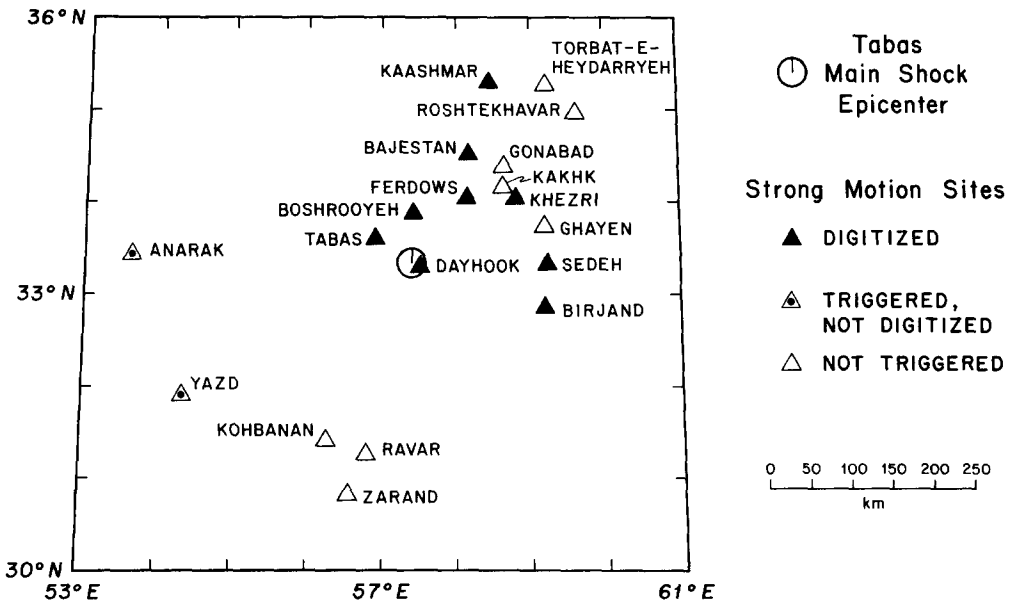 36°N
TORBAT-E-
HEYDARRYEH
KAASHMAR
ROSHTEKHAVAR
BAJESTAN
GONABAD
KAKHK
FERDOWS
KHEZRI
BOSHROOYEH
GHAYEN
TABAS
ANARAK
DAYHOOK
SEDEH
33°N
BIRJAND
YAZD
KOHBANAN
RAVAR
ZARAND
30°N
53°E
57°E
61°E
Tabas
Main Shock
Epicenter
Strong Motion Sites
DIGITIZED
TRIGGERED,
NOT DIGITIZED
NOT TRIGGERED
0 50 100 150 200 250
km